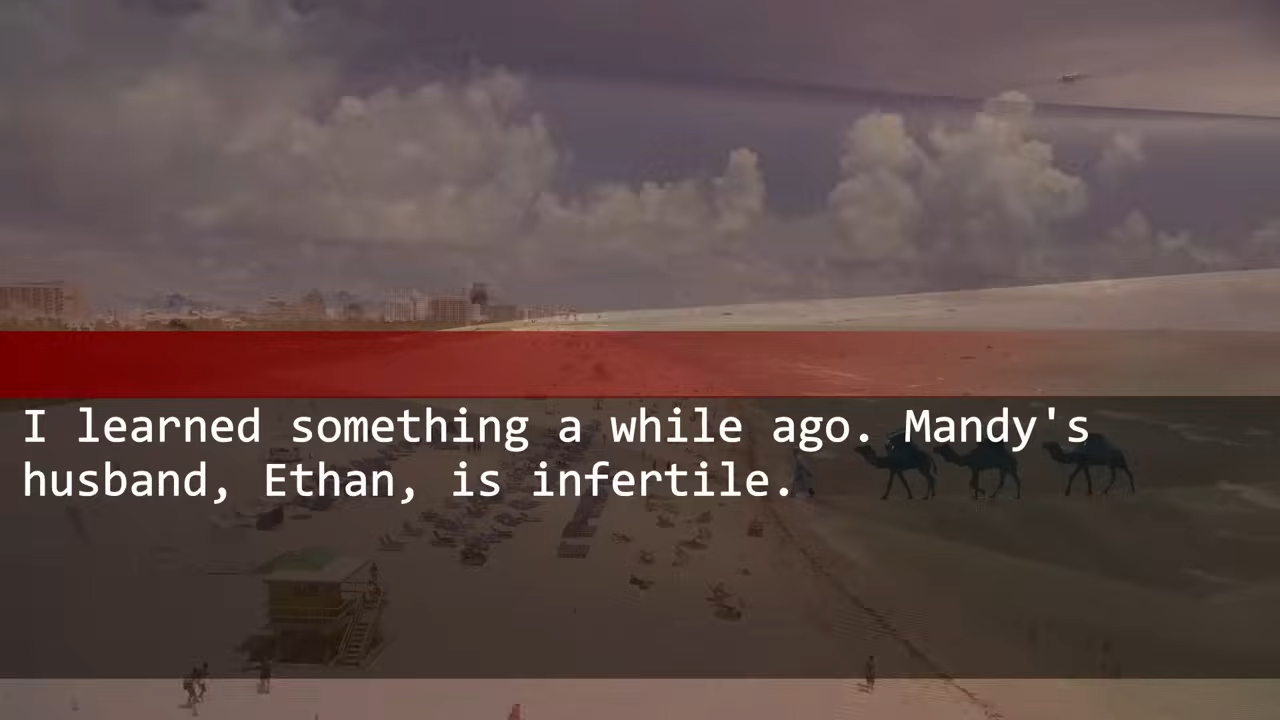 I learned something a while ago. Mandy's
husband, Ethan, is infertile.